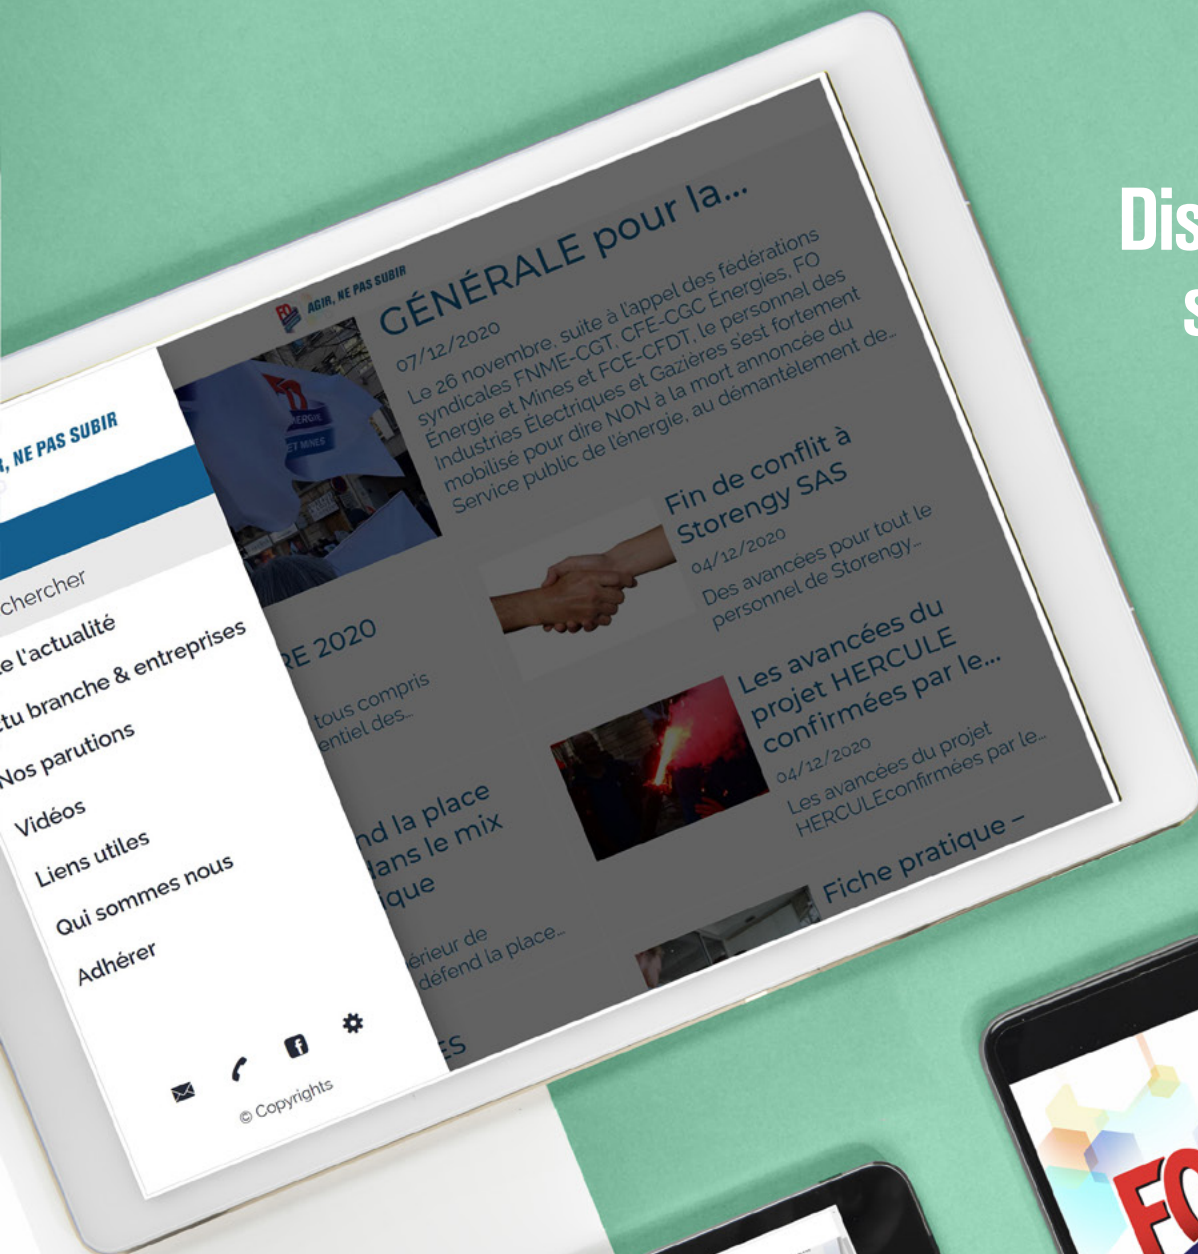 Dis
s
AGIR, NE PAS SUBIR
GÉNÉRALE pour la...
07/12/2020
Le 26 novembre, suite à l'appel des fédérations
syndicales FNME-CGT, CFE-CGC Énergies, FO
Énergie et Mines et FCE-CFDT, le personnel des
Industries Électriques et Gazières s'est fortement
mobilisé pour dire NON à la mort annoncée du
Service public de l'énergie, au démantèlement de...
ET MINES
R, NE PAS SUBIR
chercher
e l'actualité
tu branche & entreprises
Nos parutions
Vidéos
Liens utiles
Qui sommes nous
Adhérer
© Copyrights
RE 2020
tous compris
entiel des...
nd la place
dans le mix
ique
érieur de
défend la place...
ES
Fin de conflit à
Storengy SAS
04/12/2020
Des avancées pour tout le
personnel de Storengy...
Les avancées du
projet HERCULE
confirmées par le...
04/12/2020
Les avancées du projet
HERCULEconfirmées par le...
Fiche pratique –
FO